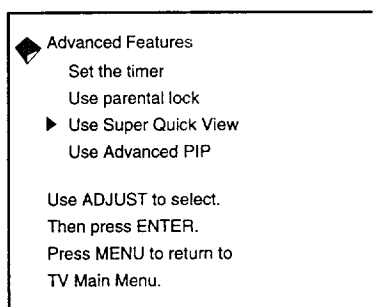 Advanced Features
Set the timer
Use parental lock
Use Super Quick View
Use Advanced PIP
Use ADJUST to select.
Then press ENTER.
Press MENU to return to
TV Main Menu.